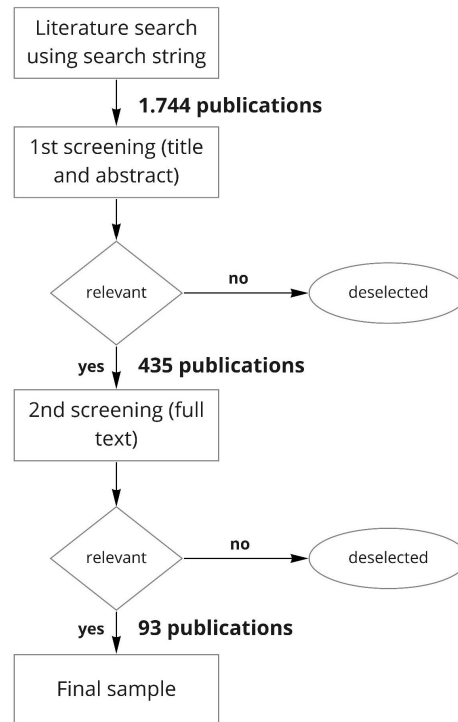 Literature search
using search string
1.744 publications
1st screening (title
and abstract)
relevant
no
deselected
yes
435 publications
2nd screening (full
text)
relevant
no
deselected
yes
93 publications
Final sample